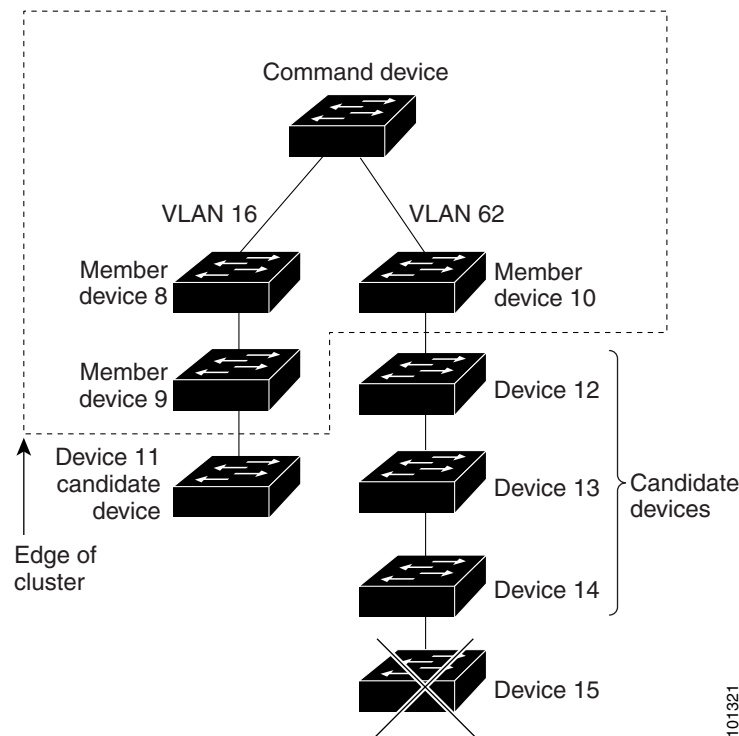 Command device
VLAN 16
VLAN 62
Member
device 8
Member
device 10
Member
device 9
Device 12
Device 11
candidate
device
Device 13
Candidate
devices
Edge of
cluster
Device 14
Device 15
101321